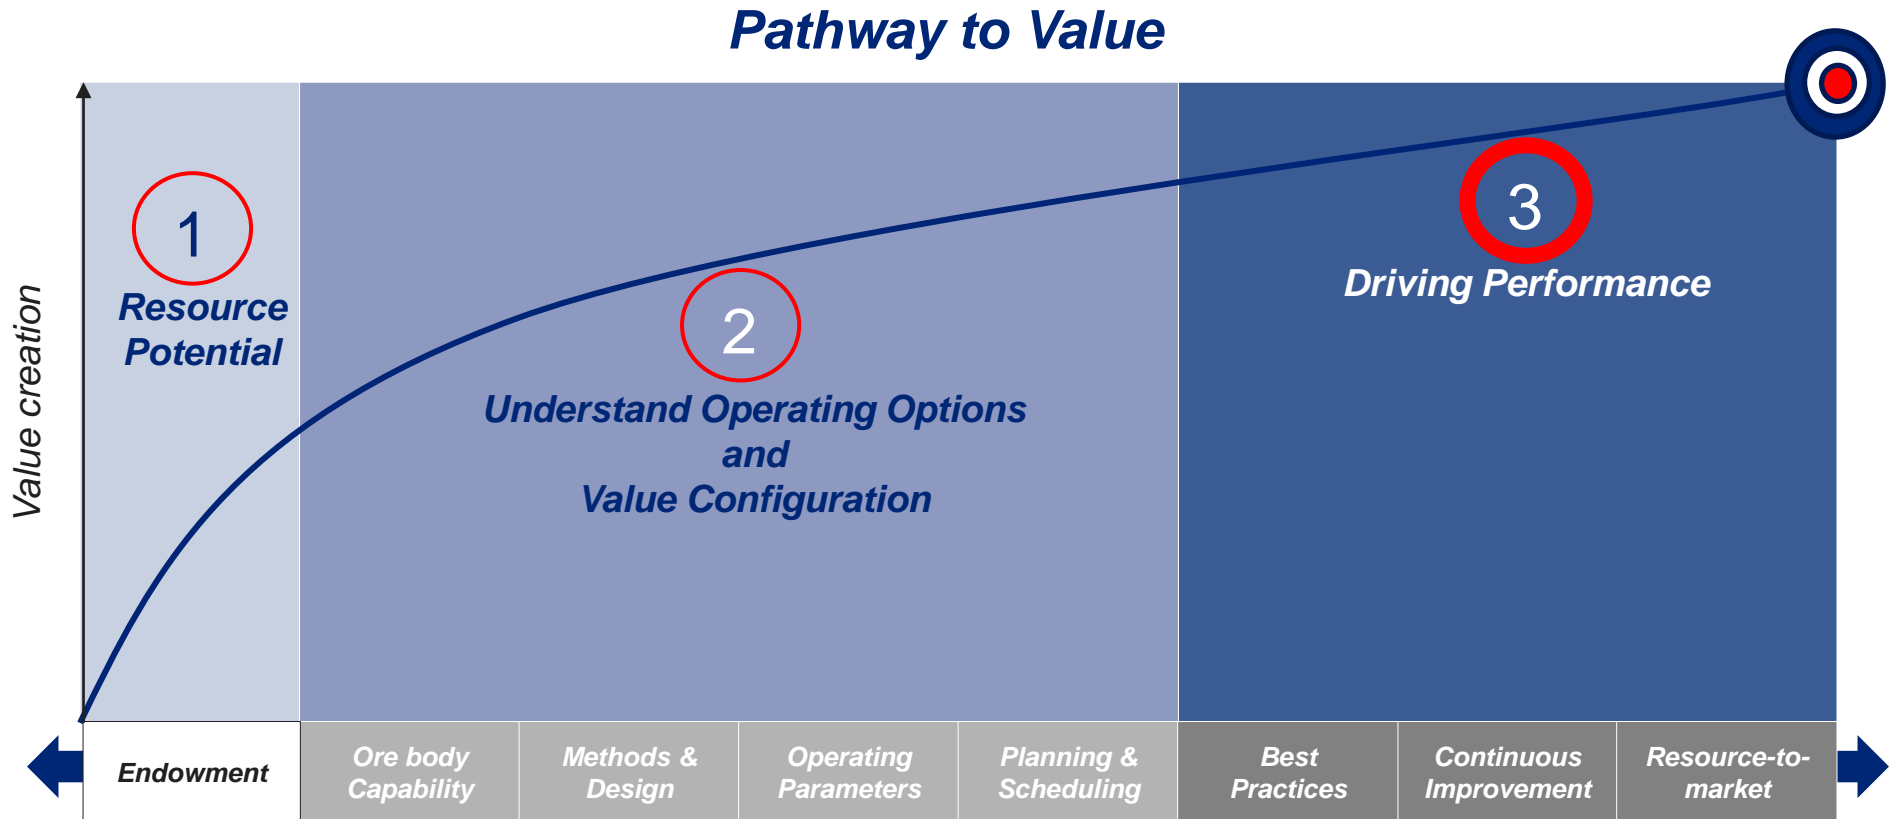 Pathway to Value
Value creation
1
Resource
Potential
2
Understand Operating Options
and
Value Configuration
3
Driving Performance
Endowment
Ore body
Capability
Methods &
Design
Operating
Parameters
Planning &
Scheduling
Best
Practices
Continuous
Improvement
Resource-to-
market